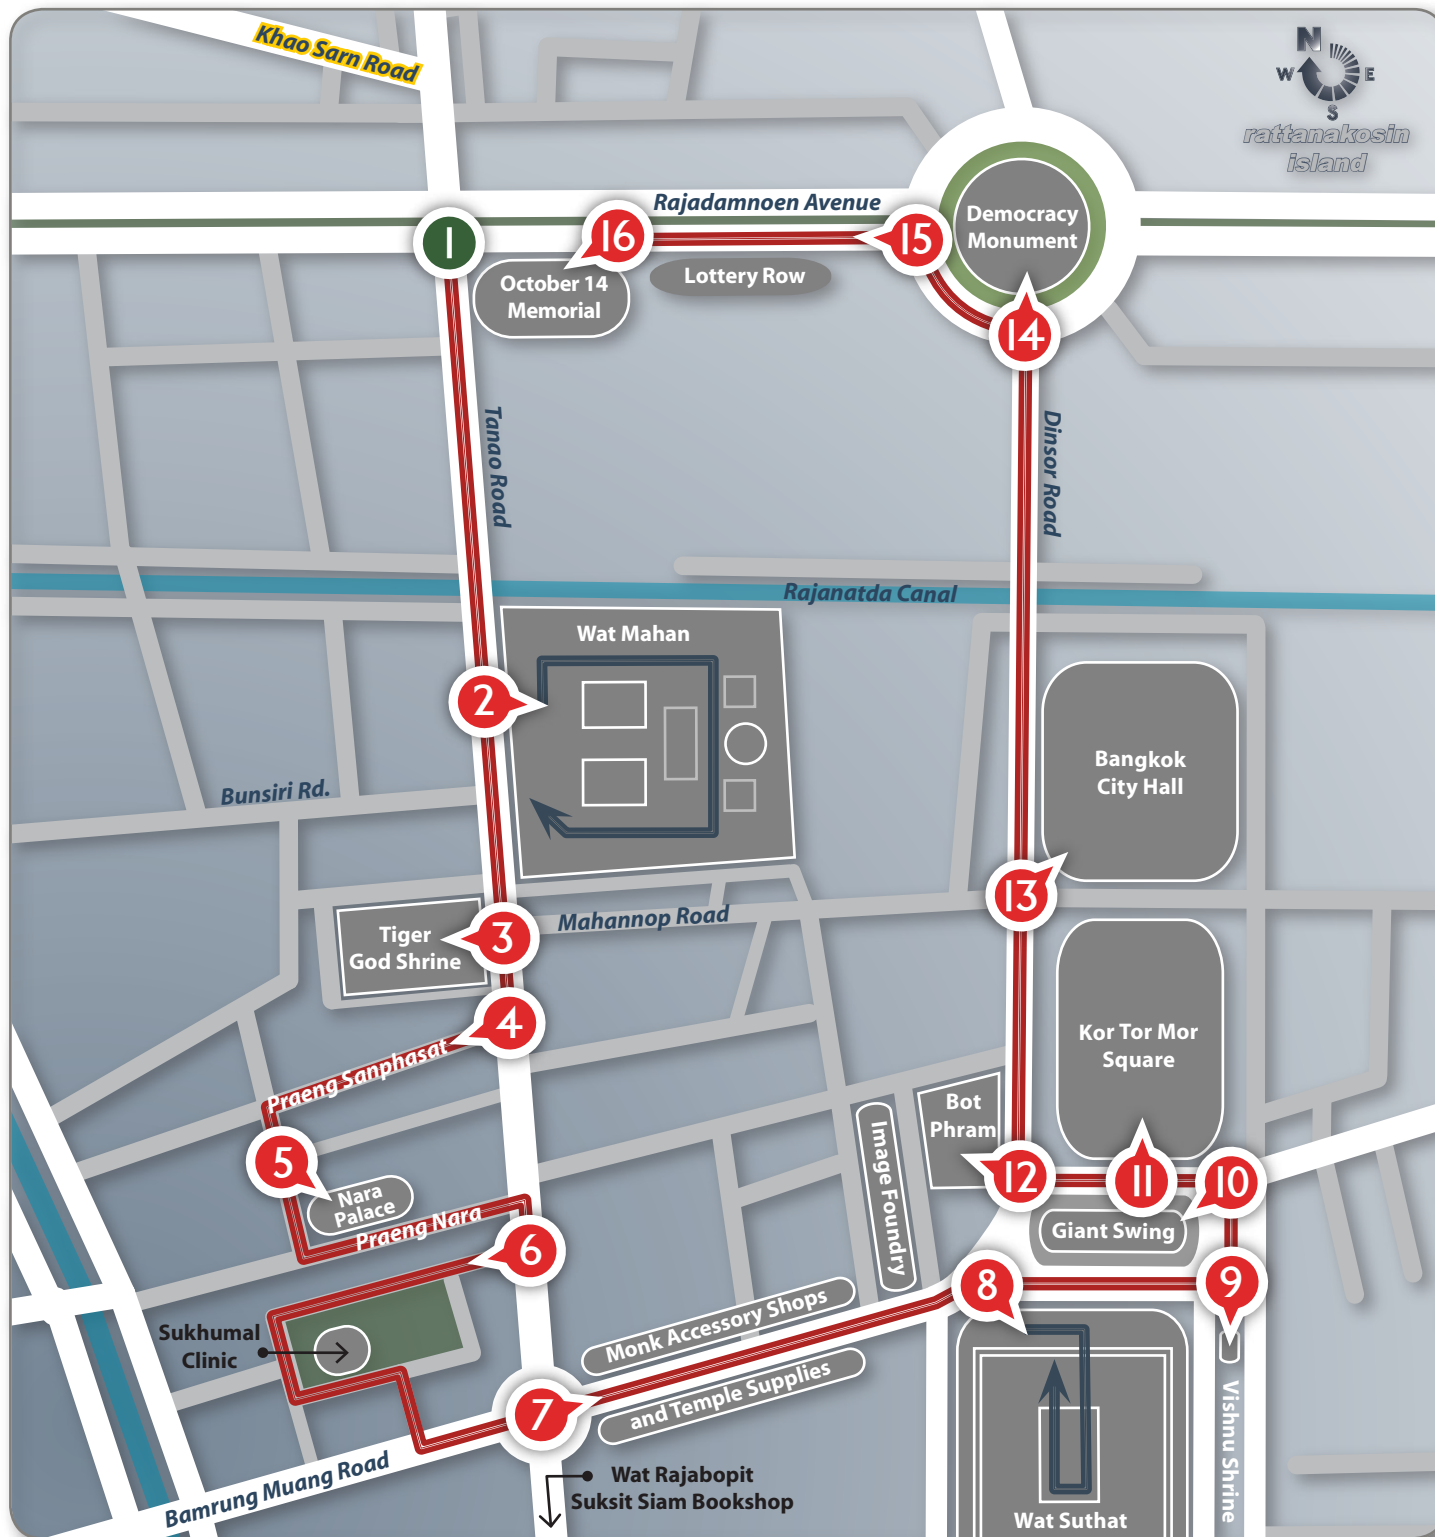 Khao Sarn Road
N
W E
S
rattanakosin
island
Rajadamnoen Avenue
Democracy
Monument
1
16
15
October 14
Memorial
Lottery Row
14
Tanao Road
Dinsor Road
Rajanatda Canal
Wat Mahan
2
Bangkok
City Hall
Bunsiri Rd.
13
Mahannop Road
Tiger
God Shrine
3
4
Kor Tor Mor
Square
Praeng Sanphasat
Bot
Phram
Image Foundry
5
12
11
10
Nara
Palace
Praeng Nara
Giant Swing
6
8
9
Monk Accessory Shops
Sukhumal
Clinic
and Temple Supplies
7
Vishnu Shrine
Bamrung Muang Road
Wat Rajabopit
Suksit Siam Bookshop
Wat Suthat